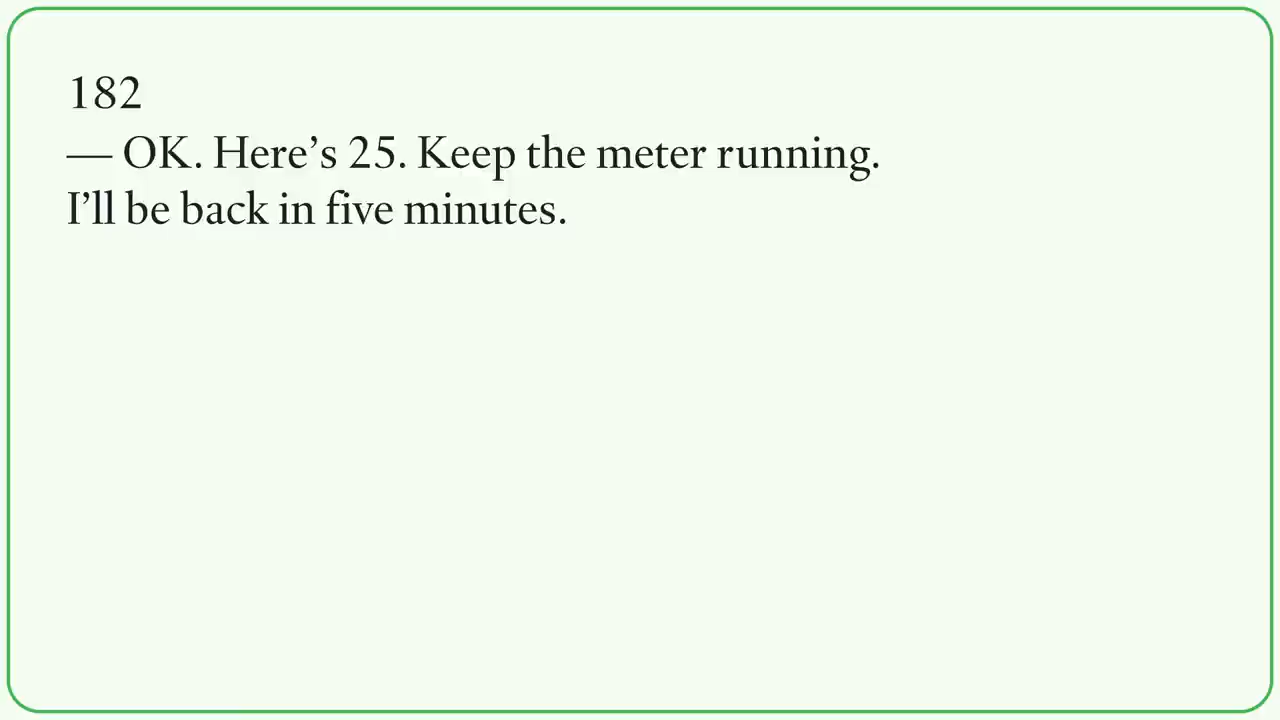 182
— OK. Here’s 25. Keep the meter running.
I’ll be back in five minutes.